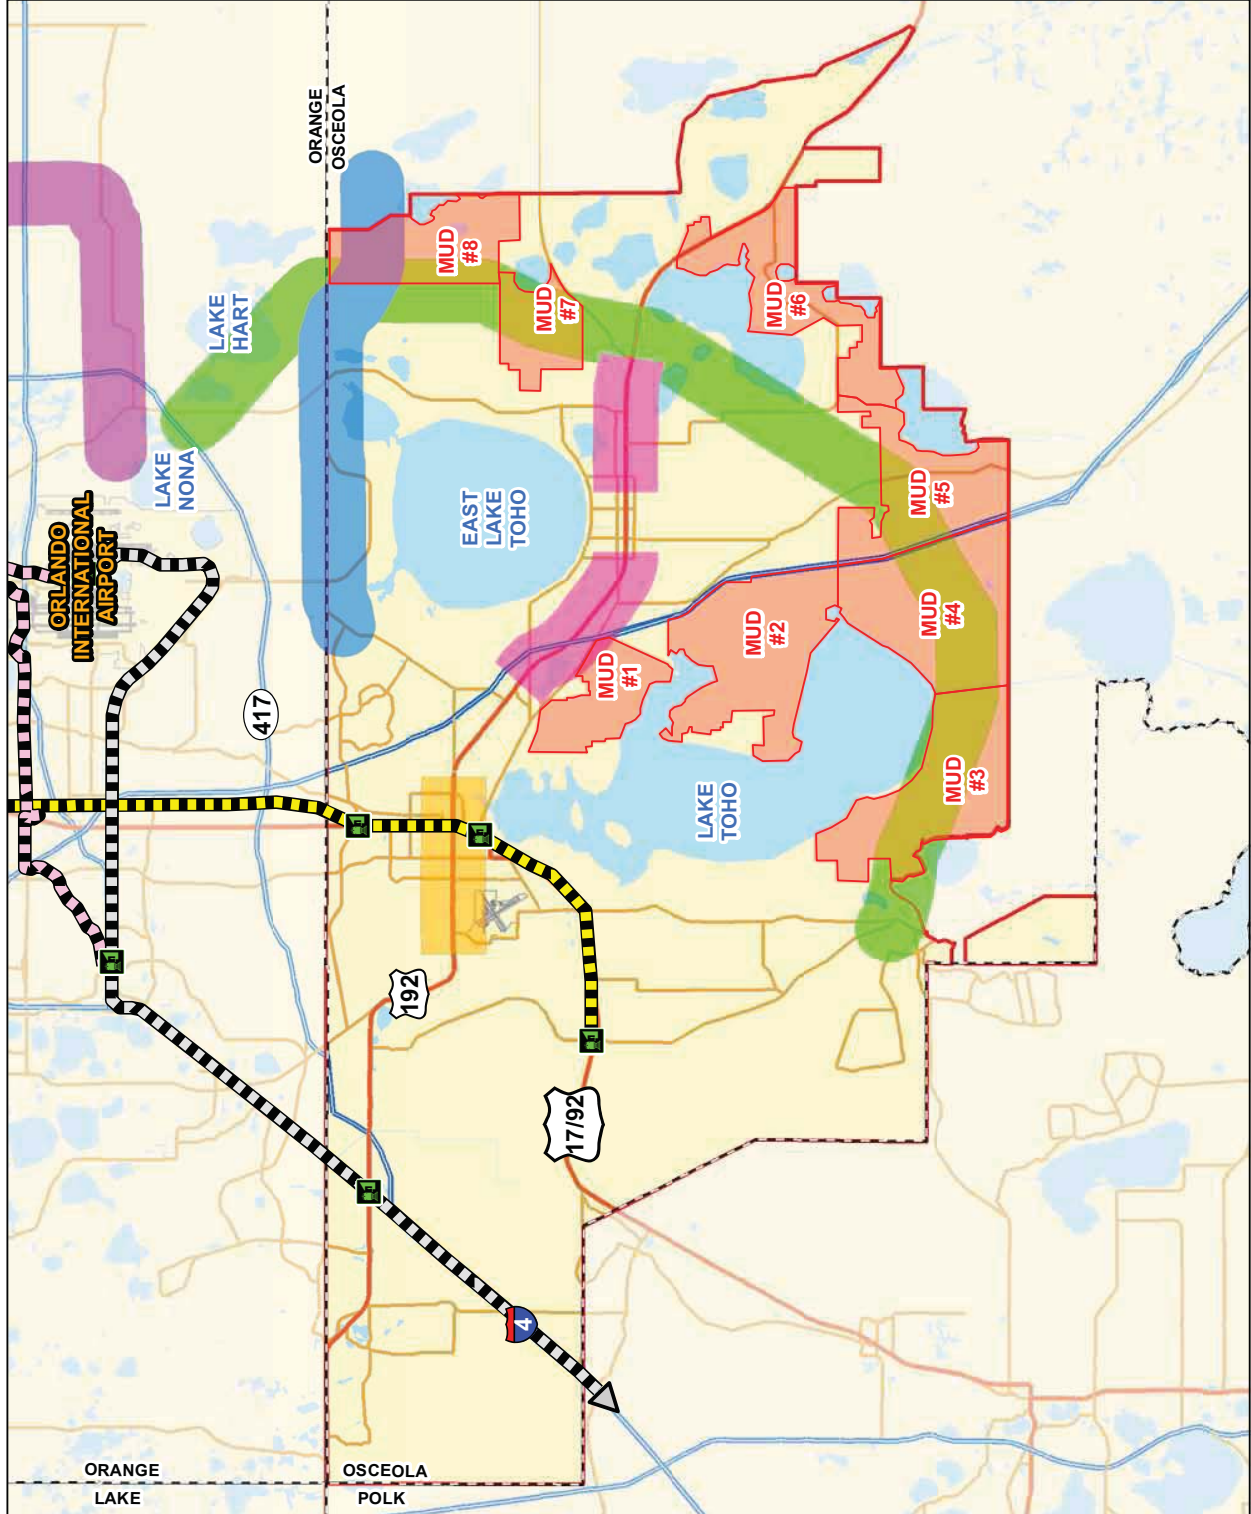 ORANGE
OSCEOLA
LAKE
HART
MUD
#8
MUD
#7
MUD
#6
LAKE
NONA
EAST
LAKE
TOHO
MUD
#5
ORLANDO
INTERNATIONAL
AIRPORT
MUD
#1
MUD
#2
MUD
#4
417
LAKE
TOHO
MUD
#3
192
17/92
4
ORANGE
LAKE
OSCEOLA
POLK